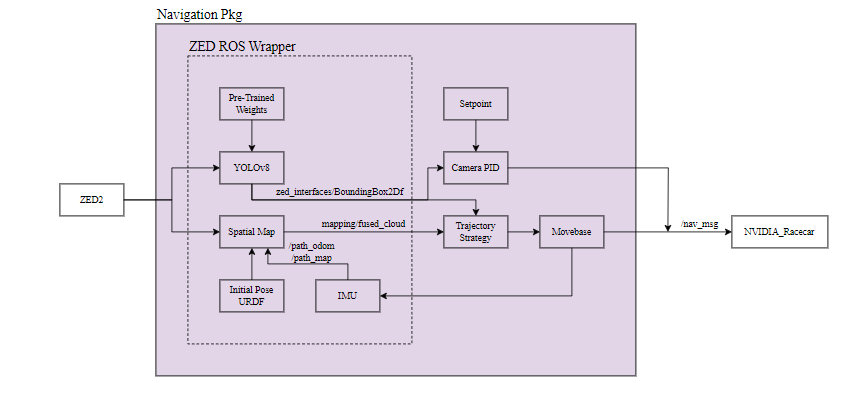 Navigation Pkg
ZED ROS Wrapper
Pre-Trained
Weights
Setpoint
YOLOv8
Camera PID
zed_interfaces/BoundingBox2Df
ZED2
Spatial Map
mapping/fused_cloud
Trajectory
Strategy
Movebase
/nav_msg
NVIDIA_Racecar
/path_odom
/path_map
Initial Pose
URDF
IMU